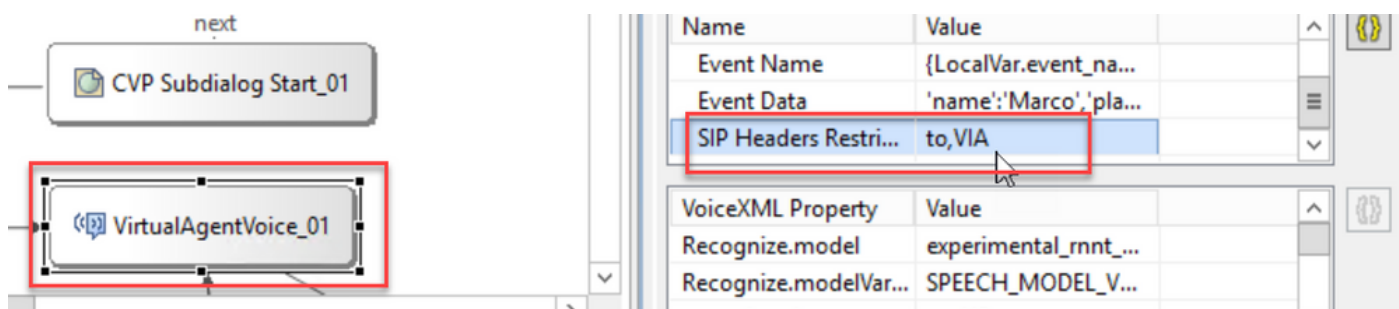 next
CVP Subdialog Start_01
VirtualAgentVoice_01
Name Value
Event Name {LocalVar.event_na...
Event Data 'name':'Marco','pla...
SIP Headers Restri... to,VIA
VoiceXML Property Value
Recognize.model experimental_rnnt_...
Recognize.modelVar... SPEECH_MODEL_V...